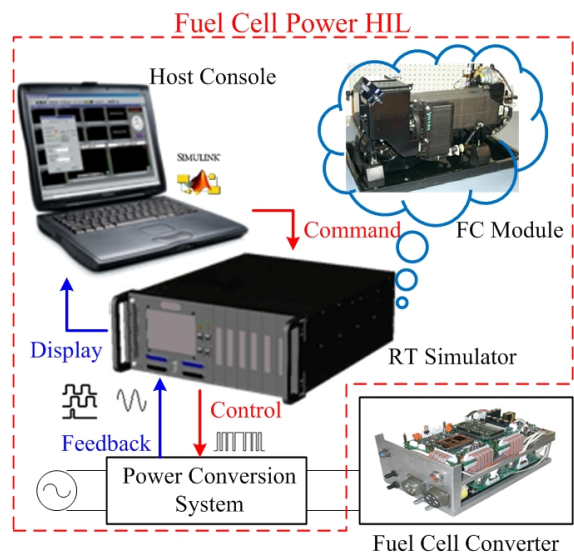 Fuel Cell Power HIL
Host Console
SIMULINK
Command
FC Module
Display
RT Simulator
Control
Feedback
Power Conversion
System
Fuel Cell Converter